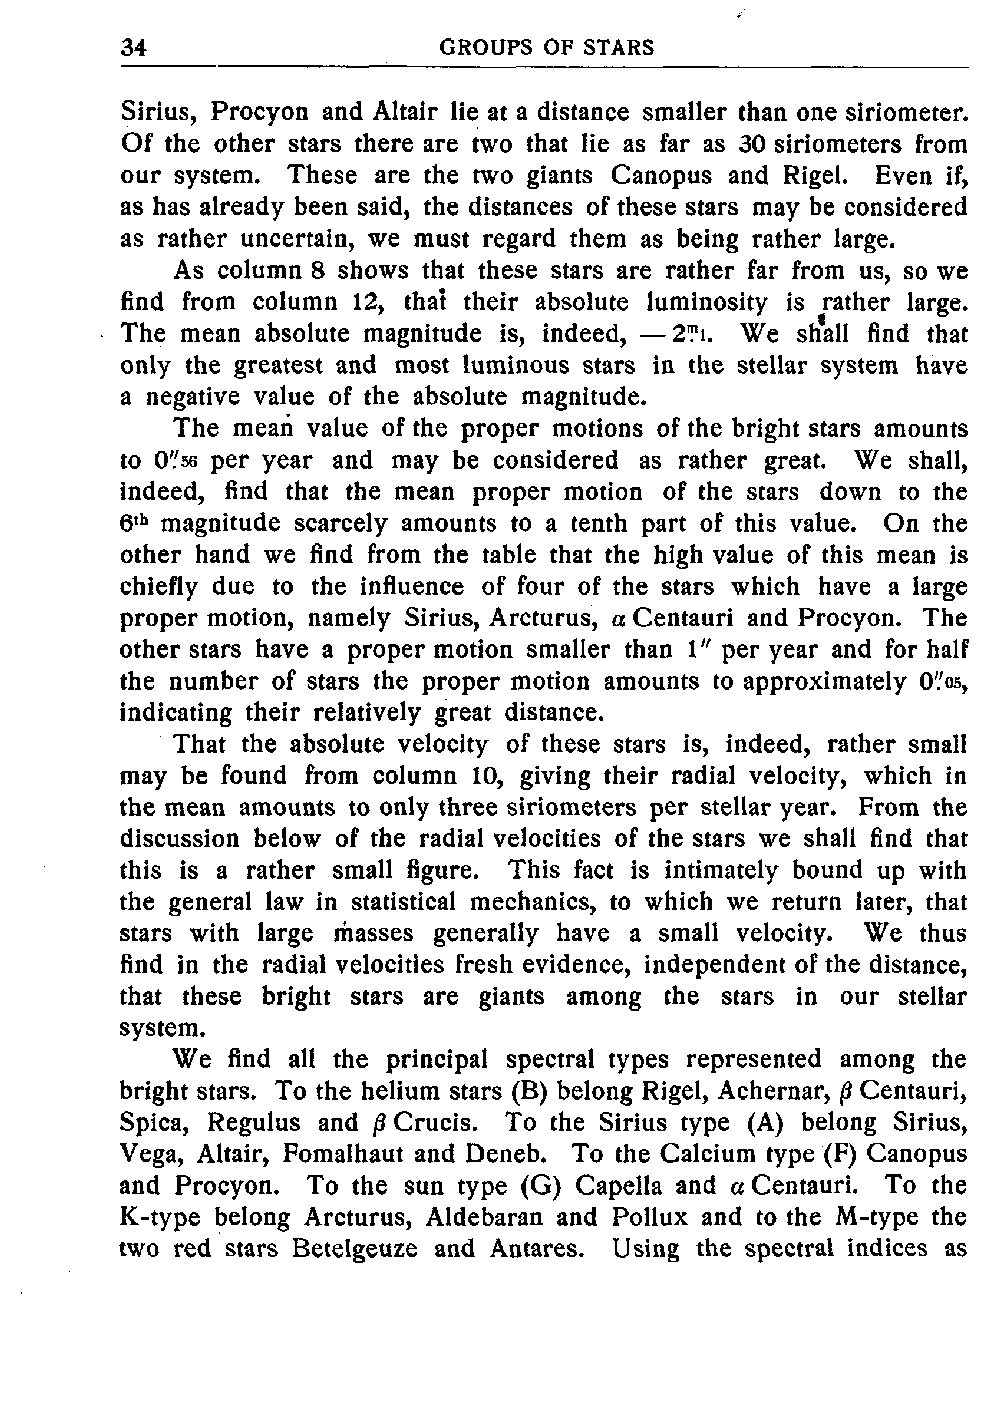 34 GROUPS OF STARS
Sirius, Procyon and Altair lie at a distance smaller than one siriometer.
Of the other stars there are two that lie as far as 30 siriometers from
our system. These are the two giants Canopus and Rigel. Even if,
as has already been said, the distances of these stars may be considered
as rather uncertain, we must regard them as being rather large.
As column 8 shows that these stars are rather far from us, so we
find from column 12, that their absolute luminosity is rather large.
The mean absolute magnitude is, indeed, — 2.ᵐ1. We shall find that
only the greatest and most luminous stars in the stellar system have
a negative value of the absolute magnitude.
The mean value of the proper motions of the bright stars amounts
to 0.″56 per year and may be considered as rather great. We shall,
indeed, find that the mean proper motion of the stars down to the
6ᵗʰ magnitude scarcely amounts to a tenth part of this value. On the
other hand we find from the table that the high value of this mean is
chiefly due to the influence of four of the stars which have a large
proper motion, namely Sirius, Arcturus, α Centauri and Procyon. The
other stars have a proper motion smaller than 1″ per year and for half
the number of stars the proper motion amounts to approximately 0.″05,
indicating their relatively great distance.
That the absolute velocity of these stars is, indeed, rather small
may be found from column 10, giving their radial velocity, which in
the mean amounts to only three siriometers per stellar year. From the
discussion below of the radial velocities of the stars we shall find that
this is a rather small figure. This fact is intimately bound up with
the general law in statistical mechanics, to which we return later, that
stars with large masses generally have a small velocity. We thus
find in the radial velocities fresh evidence, independent of the distance,
that these bright stars are giants among the stars in our stellar
system.
We find all the principal spectral types represented among the
bright stars. To the helium stars (B) belong Rigel, Achernar, β Centauri,
Spica, Regulus and β Crucis. To the Sirius type (A) belong Sirius,
Vega, Altair, Fomalhaut and Deneb. To the Calcium type (F) Canopus
and Procyon. To the sun type (G) Capella and α Centauri. To the
K-type belong Arcturus, Aldebaran and Pollux and to the M-type the
two red stars Betelgeuze and Antares. Using the spectral indices as